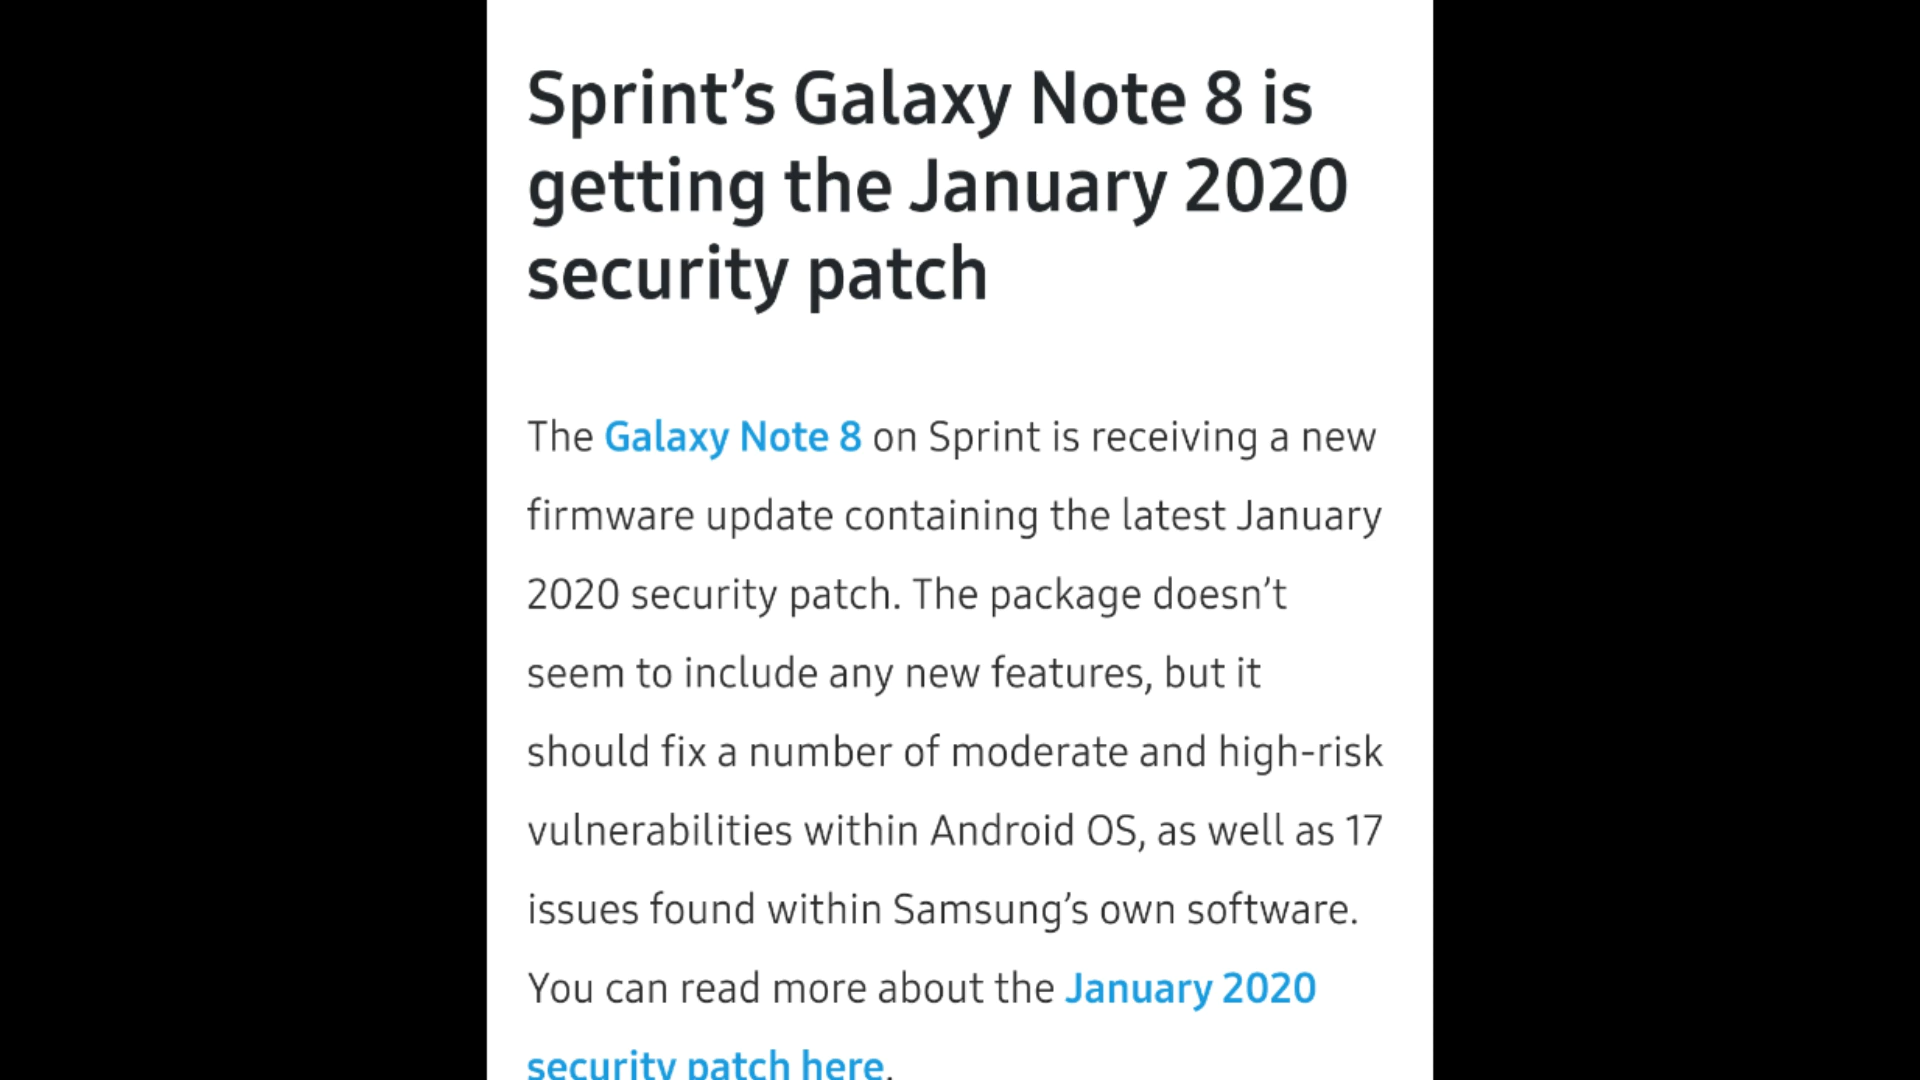 Sprint’s Galaxy Note 8 is
getting the January 2020
security patch
The Galaxy Note 8 on Sprint is receiving a new
firmware update containing the latest January
2020 security patch. The package doesn’t
seem to include any new features, but it
should fix a number of moderate and high-risk
vulnerabilities within Android OS, as well as 17
issues found within Samsung’s own software.
You can read more about the January 2020
security patch here.